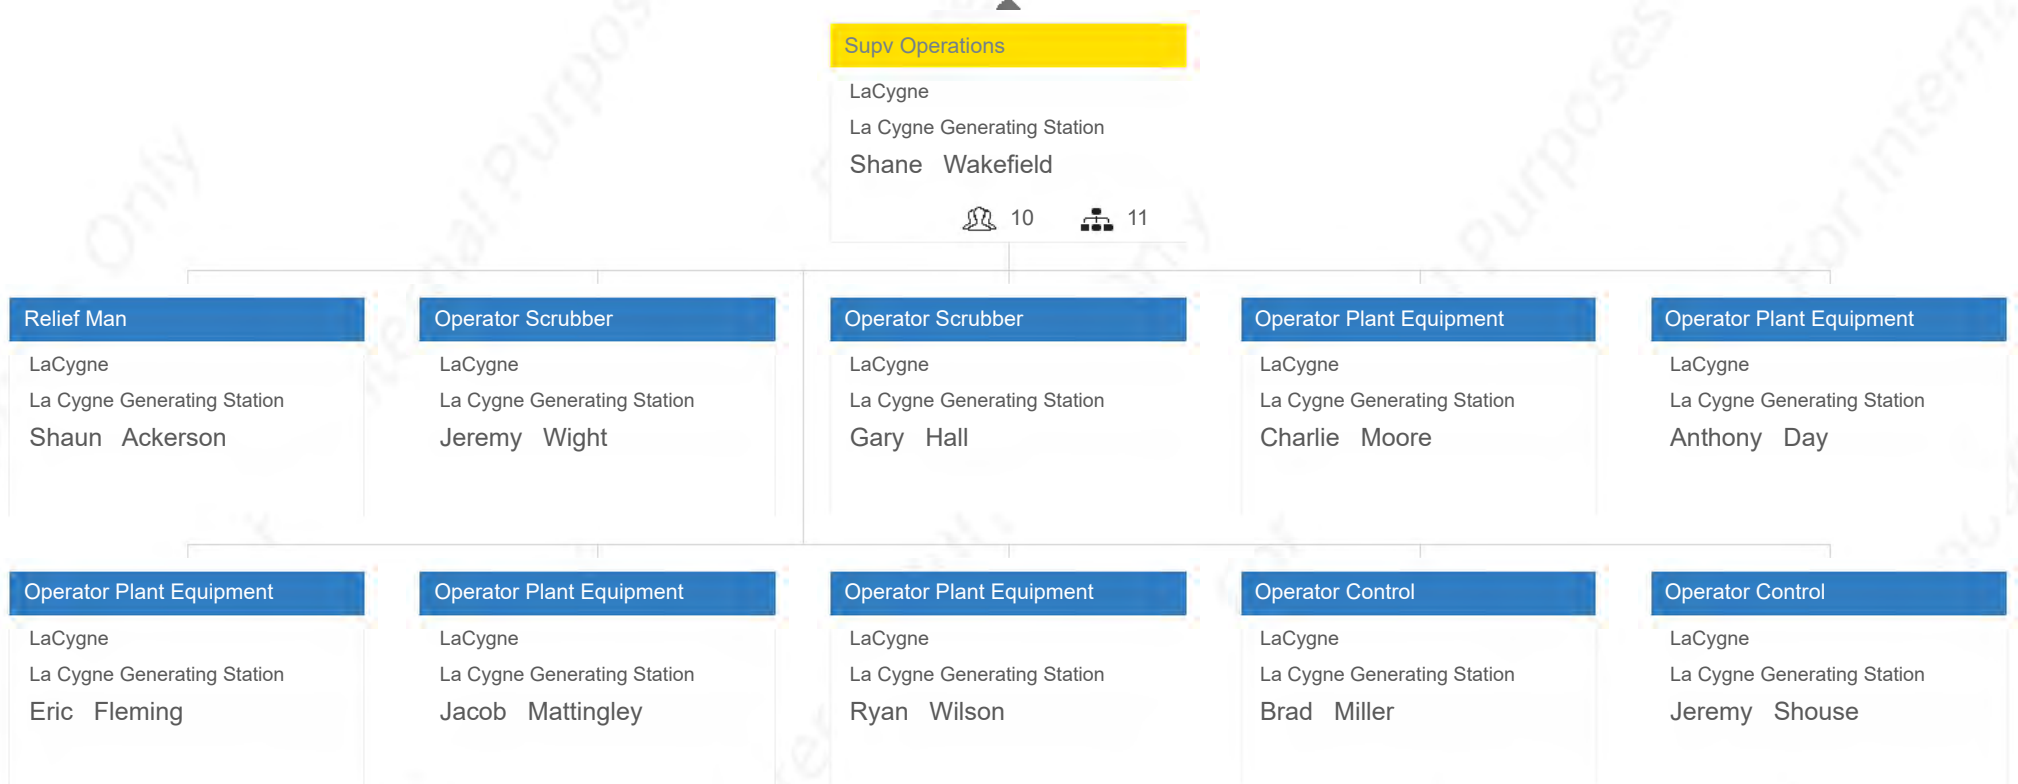 Supv Operations
LaCygne
La Cygne Generating Station
Shane Wakefield
10 11
Relief Man
LaCygne
La Cygne Generating Station
Shaun Ackerson
Operator Scrubber
LaCygne
La Cygne Generating Station
Jeremy Wight
Operator Scrubber
LaCygne
La Cygne Generating Station
Gary Hall
Operator Plant Equipment
LaCygne
La Cygne Generating Station
Charlie Moore
Operator Plant Equipment
LaCygne
La Cygne Generating Station
Anthony Day
Operator Plant Equipment
LaCygne
La Cygne Generating Station
Eric Fleming
Operator Plant Equipment
LaCygne
La Cygne Generating Station
Jacob Mattingley
Operator Plant Equipment
LaCygne
La Cygne Generating Station
Ryan Wilson
Operator Control
LaCygne
La Cygne Generating Station
Brad Miller
Operator Control
LaCygne
La Cygne Generating Station
Jeremy Shouse